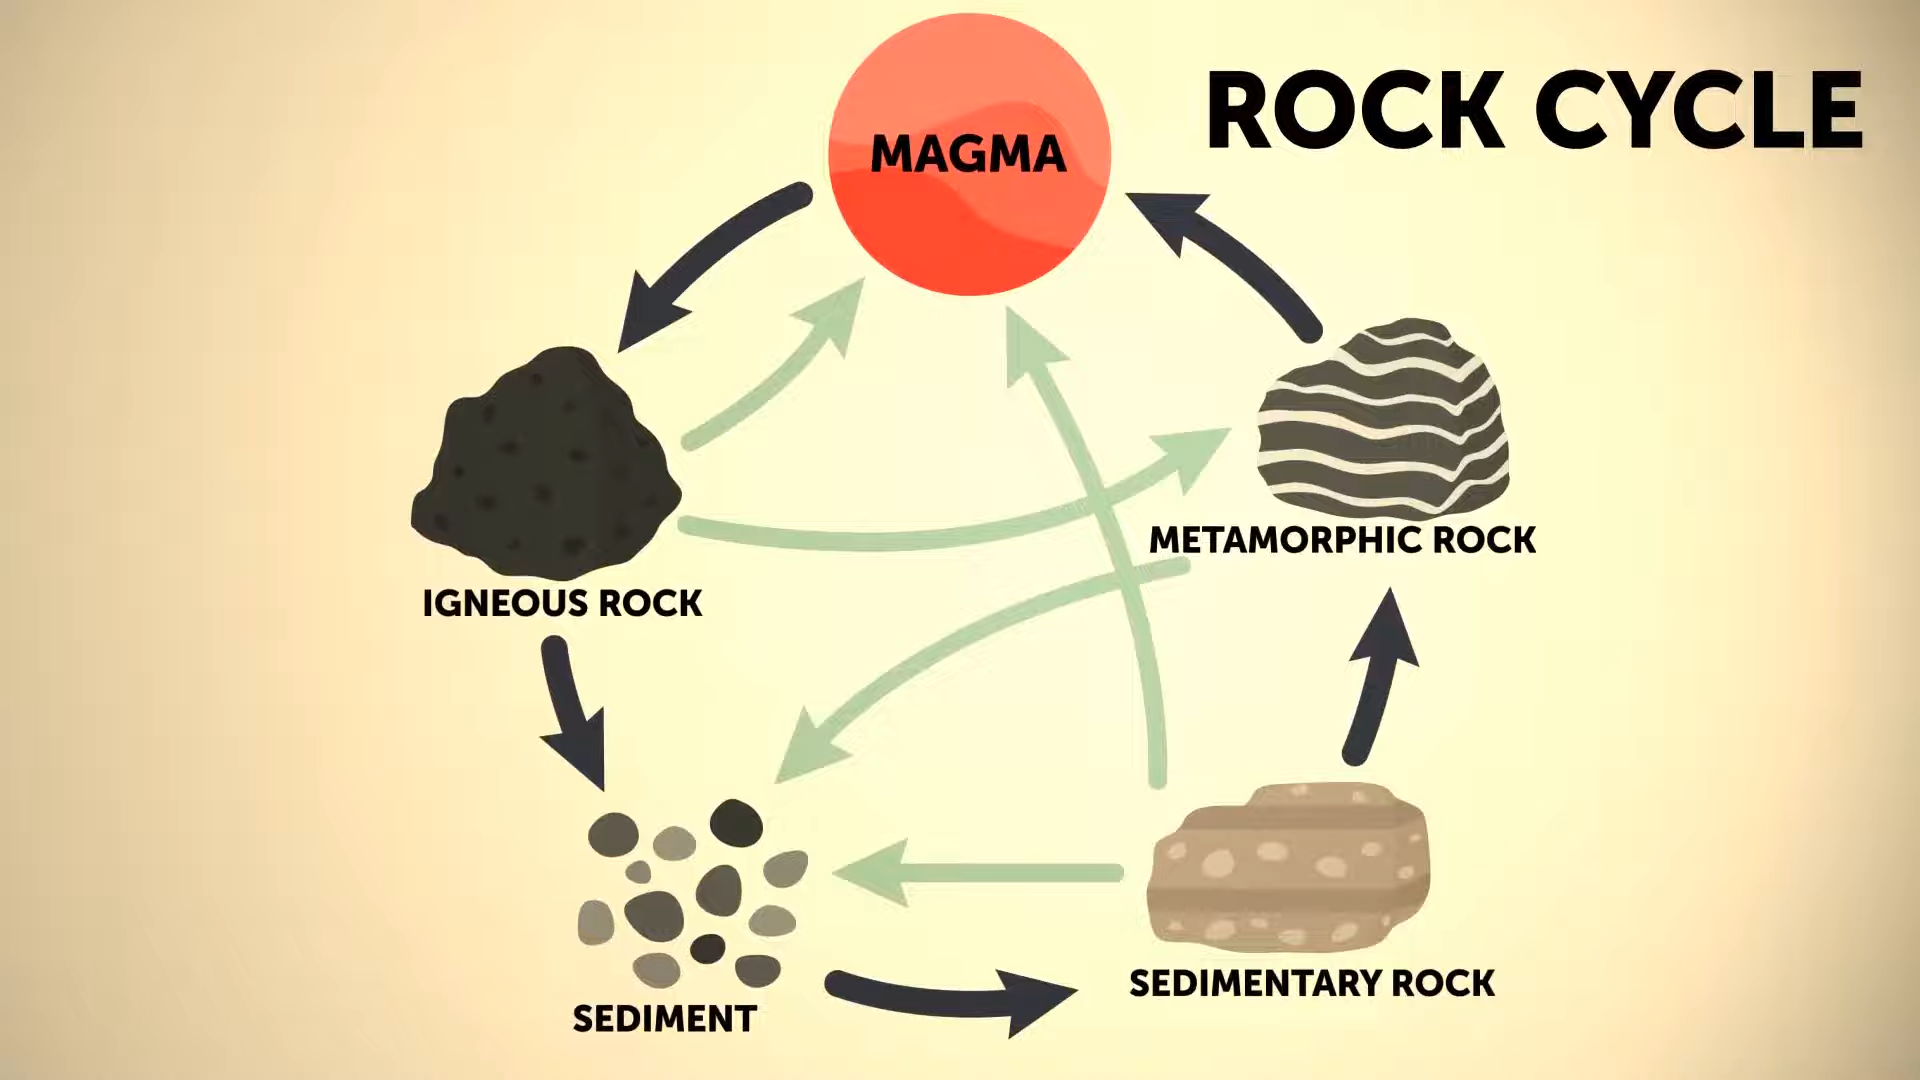 ROCK CYCLE
MAGMA
IGNEOUS ROCK
METAMORPHIC ROCK
SEDIMENT
SEDIMENTARY ROCK